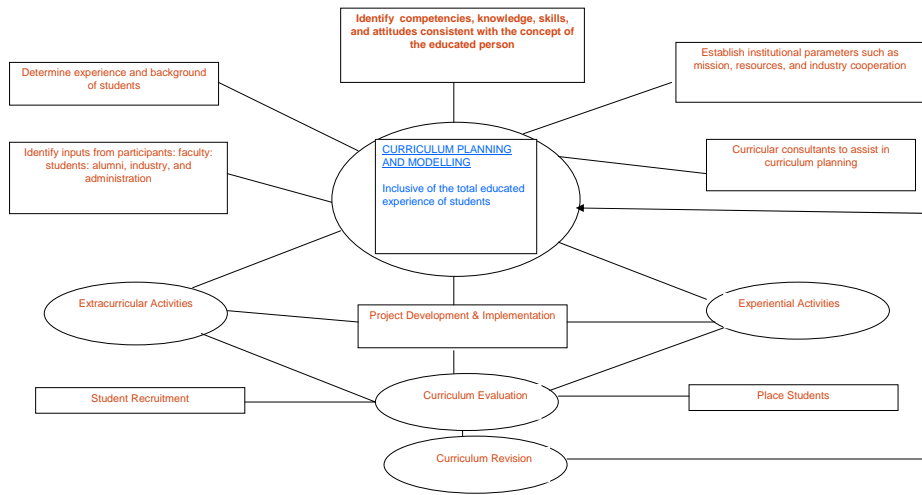 Identify competencies, knowledge, skills,
and attitudes consistent with the concept of
the educated person
Establish institutional parameters such as
mission, resources, and industry cooperation
Determine experience and background
of students
Identify inputs from participants: faculty:
students: alumni, industry, and
administration
CURRICULUM PLANNING
AND MODELLING
Inclusive of the total educated
experience of students
Curricular consultants to assist in
curriculum planning
Extracurricular Activities
Project Development & Implementation
Experiential Activities
Student Recruitment
Curriculum Evaluation
Place Students
Curriculum Revision